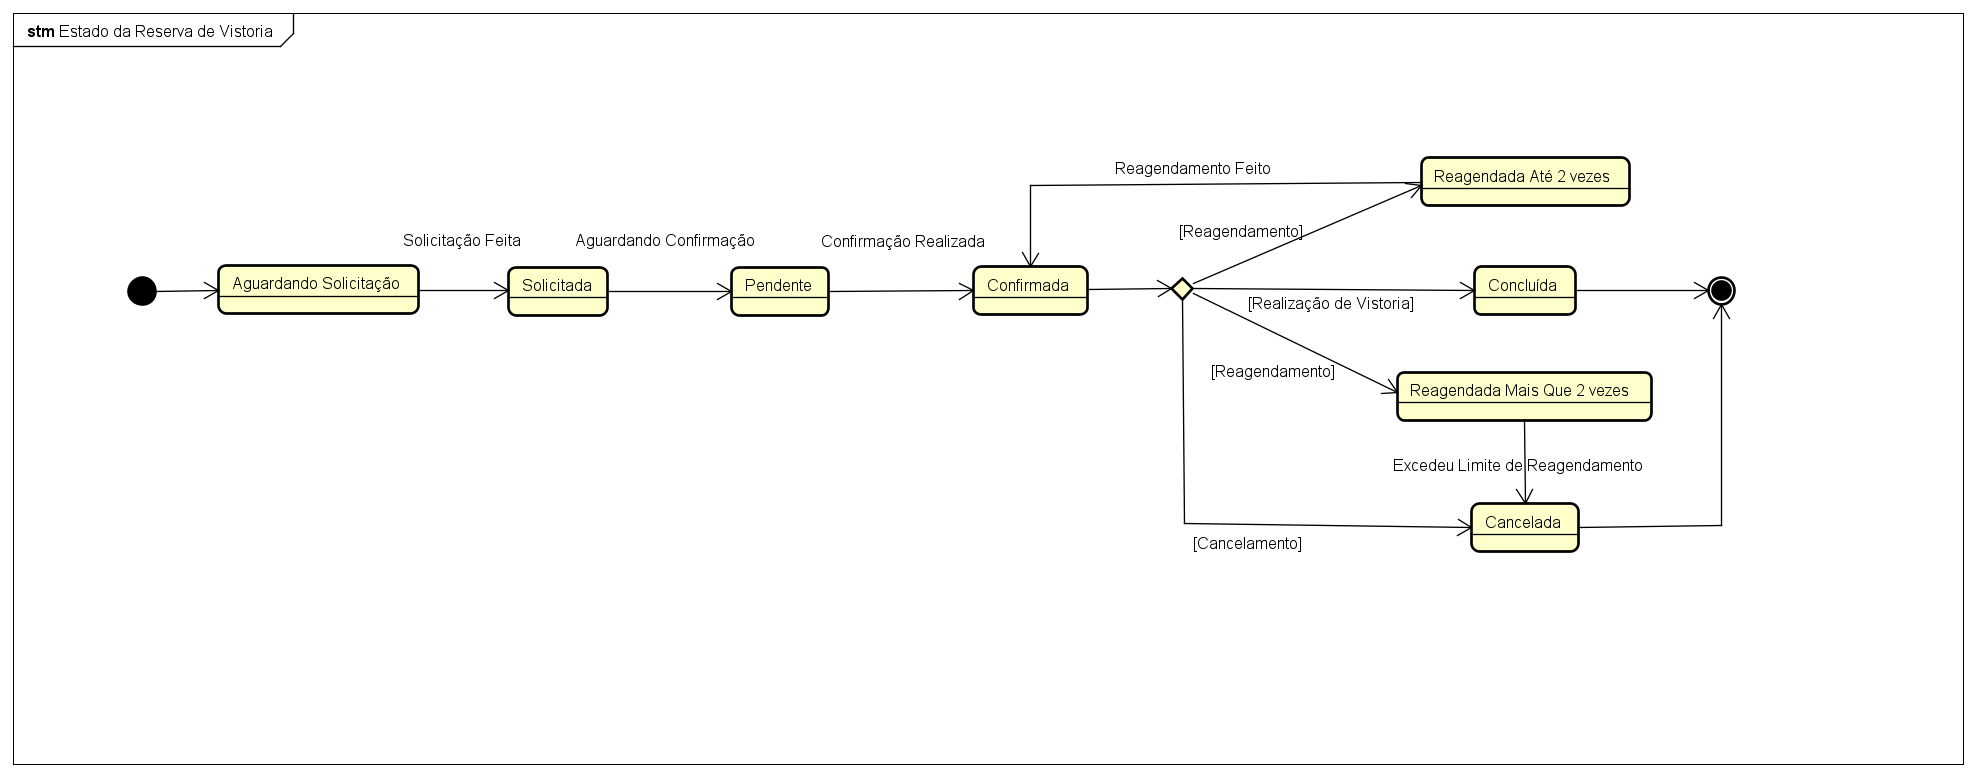 stm Estado da Reserva de Vistoria
Reagendamento Feito
Reagendada Até 2 vezes
[Reagendamento]
Solicitação Feita
Aguardando Confirmação
Confirmação Realizada
Aguardando Solicitação
Solicitada
Pendente
Confirmada
Concluída
[Realização de Vistoria]
[Reagendamento]
Reagendada Mais Que 2 vezes
Excedeu Limite de Reagendamento
Cancelada
[Cancelamento]